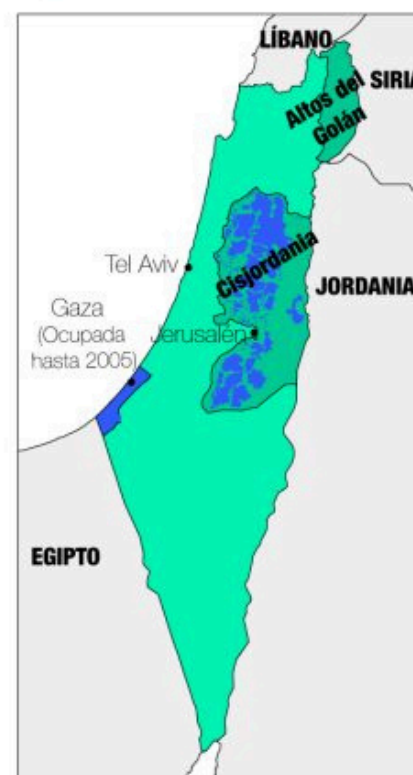 LÍBANO
Altos del
Golán
SIRIA
Cisjordania
Tel Aviv
JORDANIA
Gaza
(Ocupada
hasta 2005)
Jerusalén
EGIPTO